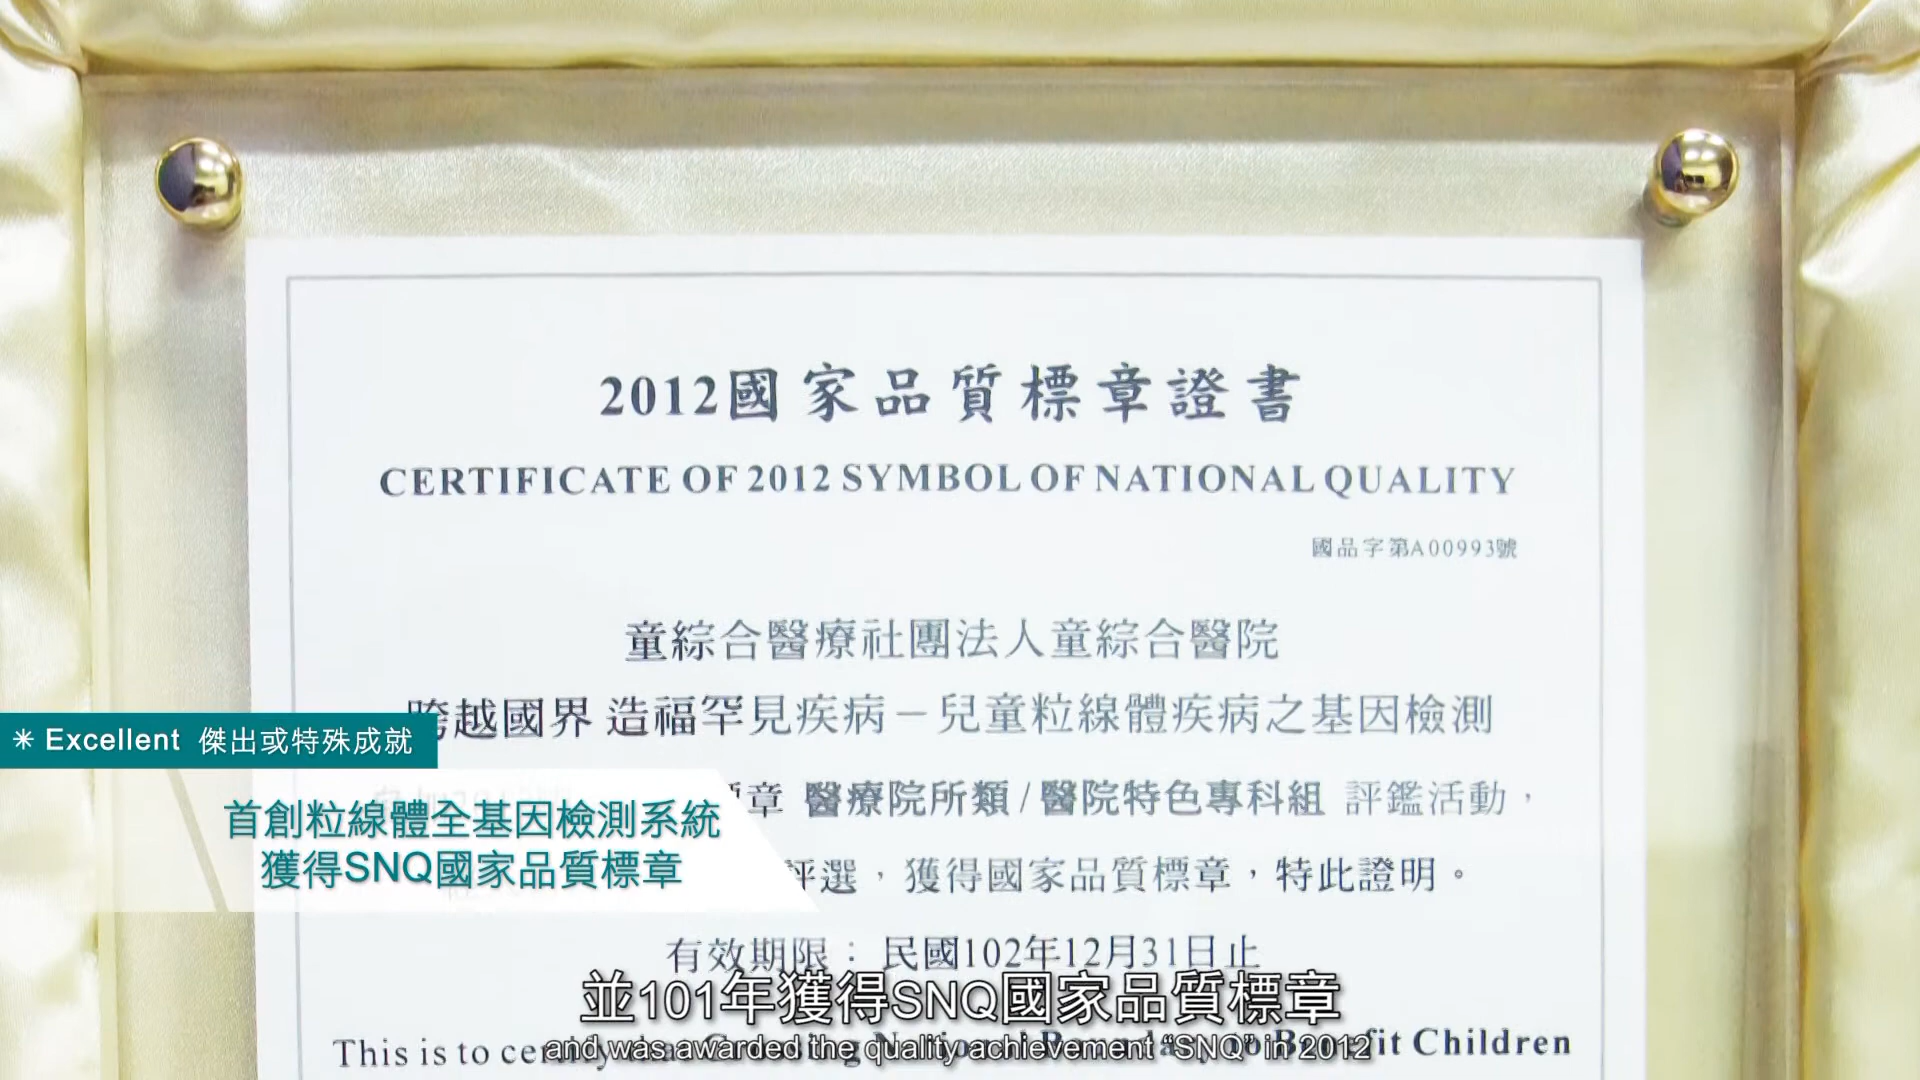 2012國家品質標章證書
CERTIFICATE OF 2012 SYMBOL OF NATIONAL QUALITY
國品字第A00993號
童綜合醫療社團法人童綜合醫院
跨越國界 造福罕見疾病－兒童粒線體疾病之基因檢測
✳ Excellent 傑出或特殊成就
章 醫療院所類/醫院特色專科組 評鑑活動，
首創粒線體全基因檢測系統
獲得SNQ國家品質標章
評選，獲得國家品質標章，特此證明。
有效期限： 民國102年12月31日止
並101年獲得SNQ國家品質標章
This is to Benefit Children
and was awarded the quality achievement “SNQ” in 2012